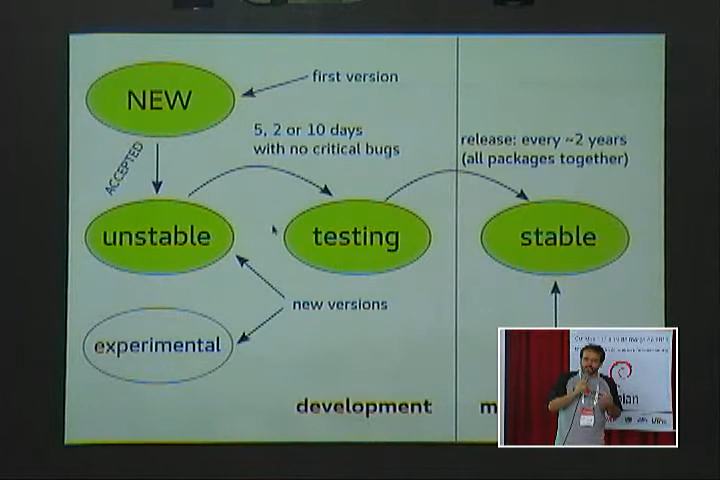 NEW
first version
ACCEPTED
5, 2 or 10 days
with no critical bugs
release: every ~2 years
(all packages together)
unstable
testing
stable
new versions
experimental
development
m